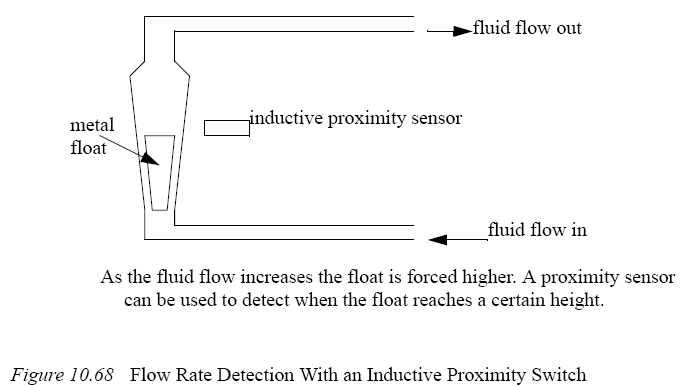 fluid flow out
inductive proximity sensor
metal
float
fluid flow in
As the fluid flow increases the float is forced higher. A proximity sensor
can be used to detect when the float reaches a certain height.
Figure 10.68 Flow Rate Detection With an Inductive Proximity Switch